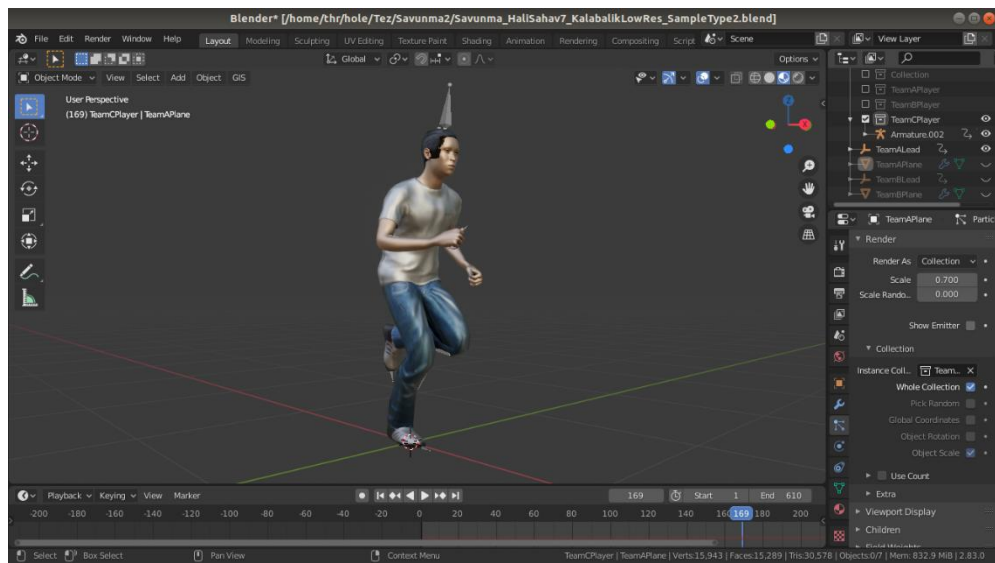 Blender* [/home/thr/hole/Tez/Savunma2/Savunma_HaliSahav7_KalabalikLowRes_SampleType2.blend]
File Edit Render Window Help Layout Modeling Sculpting UV Editing Texture Paint Shading Animation Rendering Compositing Script Scene View Layer
Global Options
Object Mode View Select Add Object GIS
User Perspective
(169) TeamCPlayer | TeamAPlane
Collection
TeamAPlayer
TeamBPlayer
TeamCPlayer
Armature.002
TeamALead
TeamAPlane
TeamBLead
TeamBPlane
TeamAPlane Partic
Render
Render As Collection
Scale 0.700
Scale Rando... 0.000
Show Emitter
Collection
Instance Coll... Team...
Whole Collection
Pick Random
Global Coordinates
Object Rotation
Object Scale
Use Count
Extra
Viewport Display
Children
Playback Keying View Marker 169 Start 1 End 610
-200 -180 -160 -140 -120 -100 -80 -60 -40 -20 0 20 40 60 80 100 120 140 160 169 180 200
Select Box Select Pan View Context Menu TeamCPlayer | TeamAPlane | Verts:15,943 | Faces:15,289 | Tris:30,578 | Objects:0/7 | Mem: 832.9 MiB | 2.83.0